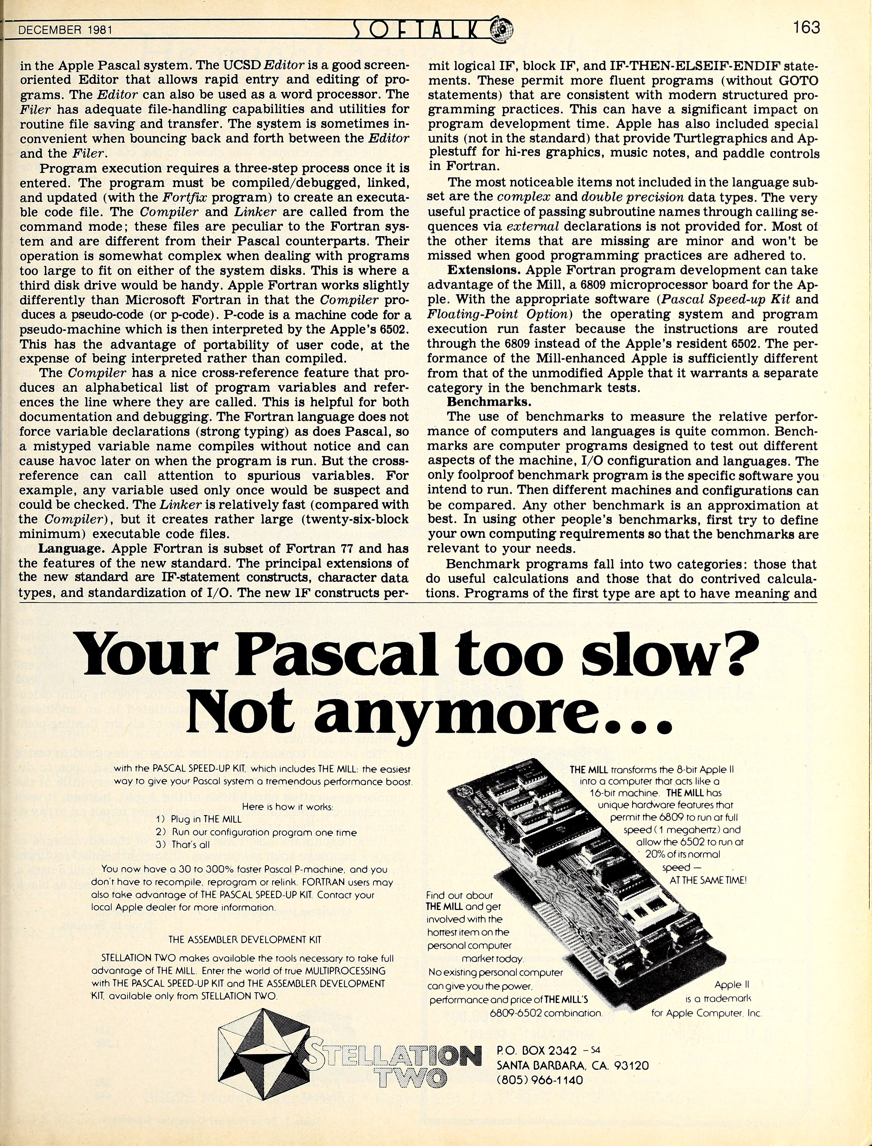 DECEMBER 1981
SOFTALK
163
in the Apple Pascal system. The UCSD Editor is a good screen-
oriented Editor that allows rapid entry and editing of pro-
grams. The Editor can also be used as a word processor. The
Filer has adequate file-handling capabilities and utilities for
routine file saving and transfer. The system is sometimes in-
convenient when bouncing back and forth between the Editor
and the Filer.
Program execution requires a three-step process once it is
entered. The program must be compiled/debugged, linked,
and updated (with the Fortfix program) to create an executa-
ble code file. The Compiler and Linker are called from the
command mode; these files are peculiar to the Fortran sys-
tem and are different from their Pascal counterparts. Their
operation is somewhat complex when dealing with programs
too large to fit on either of the system disks. This is where a
third disk drive would be handy. Apple Fortran works slightly
differently than Microsoft Fortran in that the Compiler pro-
duces a pseudo-code (or p-code). P-code is a machine code for a
pseudo-machine which is then interpreted by the Apple's 6502.
This has the advantage of portability of user code, at the
expense of being interpreted rather than compiled.
The Compiler has a nice cross-reference feature that pro-
duces an alphabetical list of program variables and refer-
ences the line where they are called. This is helpful for both
documentation and debugging. The Fortran language does not
force variable declarations (strong typing) as does Pascal, so
a mistyped variable name compiles without notice and can
cause havoc later on when the program is run. But the cross-
reference can call attention to spurious variables. For
example, any variable used only once would be suspect and
could be checked. The Linker is relatively fast (compared with
the Compiler), but it creates rather large (twenty-six-block
minimum) executable code files.
Language. Apple Fortran is subset of Fortran 77 and has
the features of the new standard. The principal extensions of
the new standard are IF-statement constructs, character data
types, and standardization of I/O. The new IF constructs per-
mit logical IF, block IF, and IF-THEN-ELSEIF-ENDIF state-
ments. These permit more fluent programs (without GOTO
statements) that are consistent with modern structured pro-
gramming practices. This can have a significant impact on
program development time. Apple has also included special
units (not in the standard) that provide Turtlegraphics and Ap-
plestuff for hi-res graphics, music notes, and paddle controls
in Fortran.
The most noticeable items not included in the language sub-
set are the complex and double precision data types. The very
useful practice of passing subroutine names through calling se-
quences via external declarations is not provided for. Most of
the other items that are missing are minor and won't be
missed when good programming practices are adhered to.
Extensions. Apple Fortran program development can take
advantage of the Mill, a 6809 microprocessor board for the Ap-
ple. With the appropriate software (Pascal Speed-up Kit and
Floating-Point Option) the operating system and program
execution run faster because the instructions are routed
through the 6809 instead of the Apple's resident 6502. The per-
formance of the Mill-enhanced Apple is sufficiently different
from that of the unmodified Apple that it warrants a separate
category in the benchmark tests.
Benchmarks.
The use of benchmarks to measure the relative perfor-
mance of computers and languages is quite common. Bench-
marks are computer programs designed to test out different
aspects of the machine, I/O configuration and languages. The
only foolproof benchmark program is the specific software you
intend to run. Then different machines and configurations can
be compared. Any other benchmark is an approximation at
best. In using other people's benchmarks, first try to define
your own computing requirements so that the benchmarks are
relevant to your needs.
Benchmark programs fall into two categories: those that
do useful calculations and those that do contrived calcula-
tions. Programs of the first type are apt to have meaning and
Your Pascal too slow?
Not anymore...
with the PASCAL SPEED-UP KIT, which includes THE MILL: the easiest
way to give your Pascal system a tremendous performance boost.
Here is how it works:
1) Plug in THE MILL
2) Run our configuration program one time
3) That's all
You now have a 30 to 300% faster Pascal P-machine, and you
don't have to recompile, reprogram or relink. FORTRAN users may
also take advantage of THE PASCAL SPEED-UP KIT. Contact your
local Apple dealer for more information.
THE ASSEMBLER DEVELOPMENT KIT
STELLATION TWO makes available the tools necessary to take full
advantage of THE MILL. Enter the world of true MULTIPROCESSING
with THE PASCAL SPEED-UP KIT and THE ASSEMBLER DEVELOPMENT
KIT, available only from STELLATION TWO.
THE MILL transforms the 8-bit Apple II
into a computer that acts like a
16-bit machine. THE MILL has
unique hardware features that
permit the 6809 to run at full
speed (1 megahertz) and
allow the 6502 to run at
20% of its normal
speed —
AT THE SAME TIME!
Find out about
THE MILL and get
involved with the
hottest item on the
personal computer
market today.
No existing personal computer
can give you the power,
performance and price of THE MILL'S
6809-6502 combination.
Apple II
is a trademark
for Apple Computer, Inc.
STELLATION
TWO
P.O. BOX 2342 -S4
SANTA BARBARA, CA. 93120
(805) 966-1140